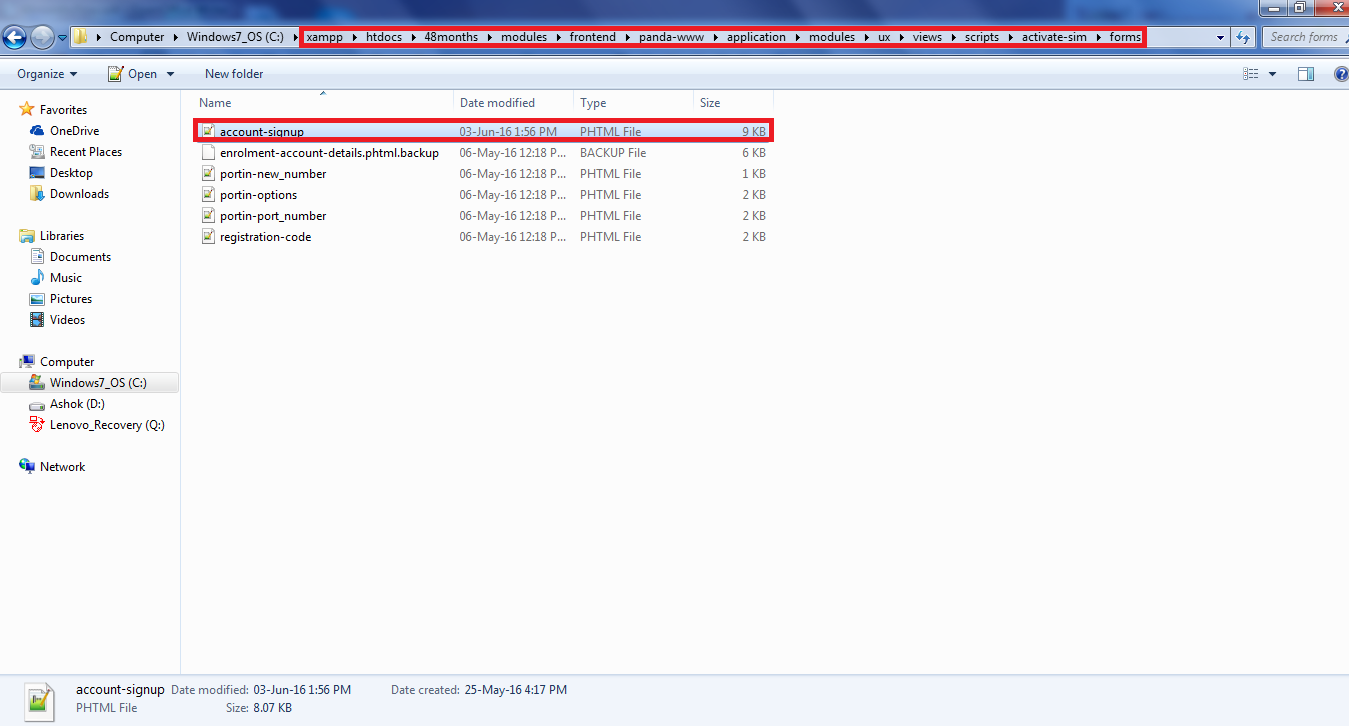 Computer Windows7_OS (C:) xampp htdocs 48months modules frontend panda-www application modules ux views scripts activate-sim forms Search forms
Organize Open New folder
Name Date modified Type Size
account-signup 03-Jun-16 1:56 PM PHTML File 9 KB
enrolment-account-details.phtml.backup 06-May-16 12:18 P... BACKUP File 6 KB
portin-new_number 06-May-16 12:18 P... PHTML File 1 KB
portin-options 06-May-16 12:18 P... PHTML File 2 KB
portin-port_number 06-May-16 12:18 P... PHTML File 2 KB
registration-code 06-May-16 12:18 P... PHTML File 2 KB
Favorites
OneDrive
Recent Places
Desktop
Downloads
Libraries
Documents
Music
Pictures
Videos
Computer
Windows7_OS (C:)
Ashok (D:)
Lenovo_Recovery (Q:)
Network
account-signup Date modified: 03-Jun-16 1:56 PM Date created: 25-May-16 4:17 PM
PHTML File Size: 8.07 KB